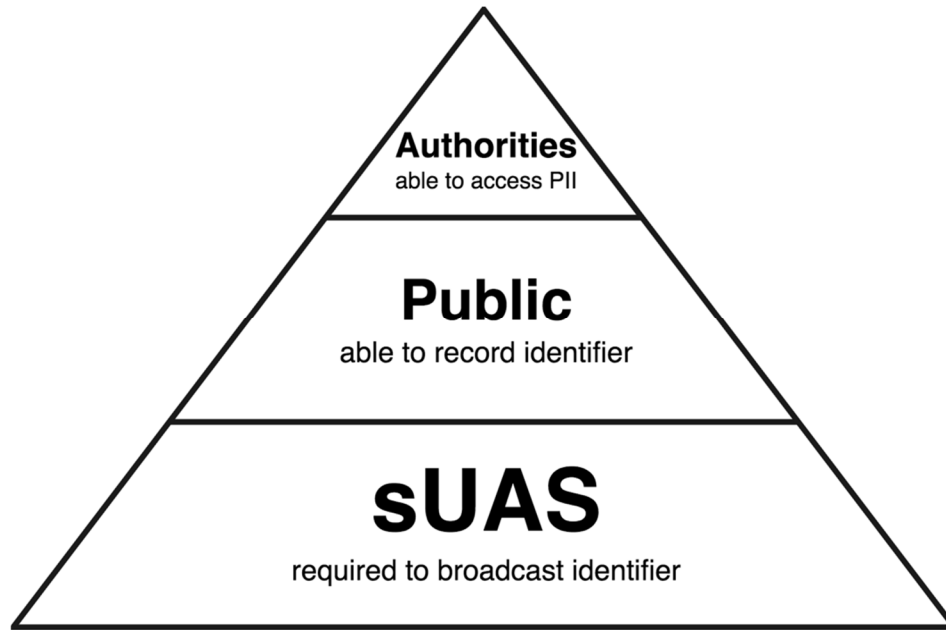 Authorities
able to access PII
Public
able to record identifier
sUAS
required to broadcast identifier